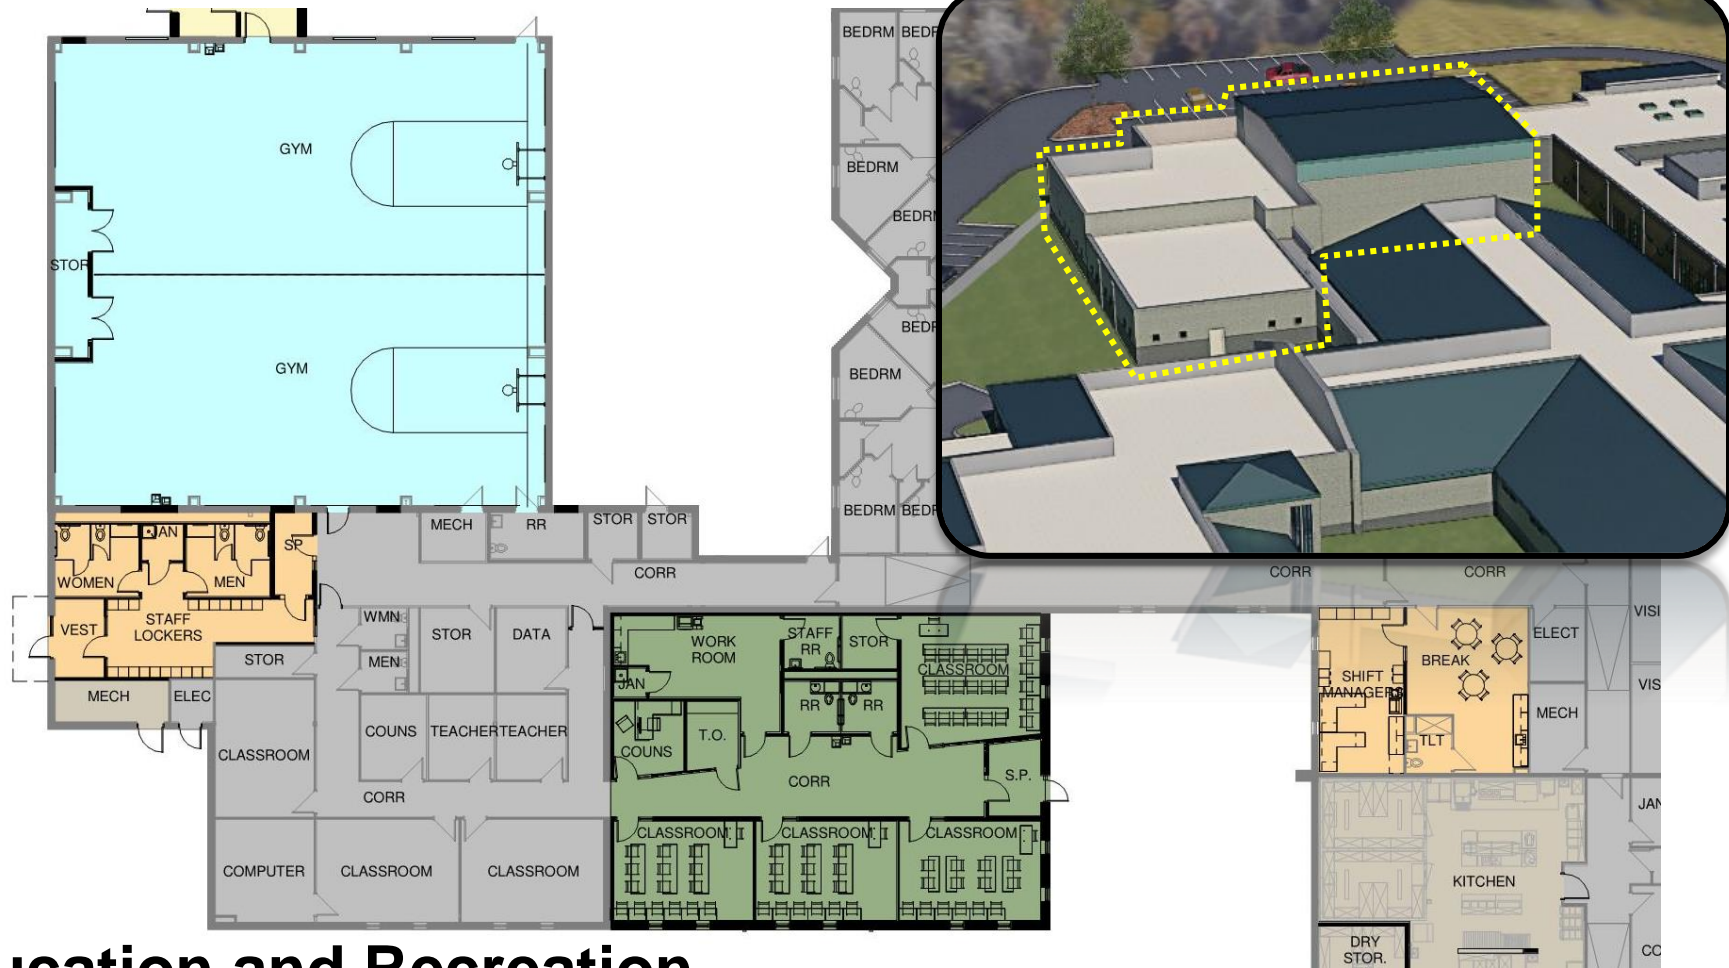 BEDRM
GYM
BEDRM
BEDRM
STOR
GYM
BEDRM
BEDRM
MECH
RR
STOR
STOR
JAN
SP
WOMEN
MEN
CORR
CORR
CORR
VEST
STAFF
LOCKERS
WMN
STOR
DATA
WORK
ROOM
STAFF
RR
STOR
CLASSROOM
ELECT
STOR
MEN
JAN
BREAK
SHIFT
MANAGERS
MECH
ELEC
RR
RR
MECH
COUNS
TEACHER
TEACHER
COUNS
T.O.
TLT
CLASSROOM
CORR
CORR
S.P.
CLASSROOM
CLASSROOM
CLASSROOM
COMPUTER
CLASSROOM
CLASSROOM
KITCHEN
DRY
STOR.
and Recreation